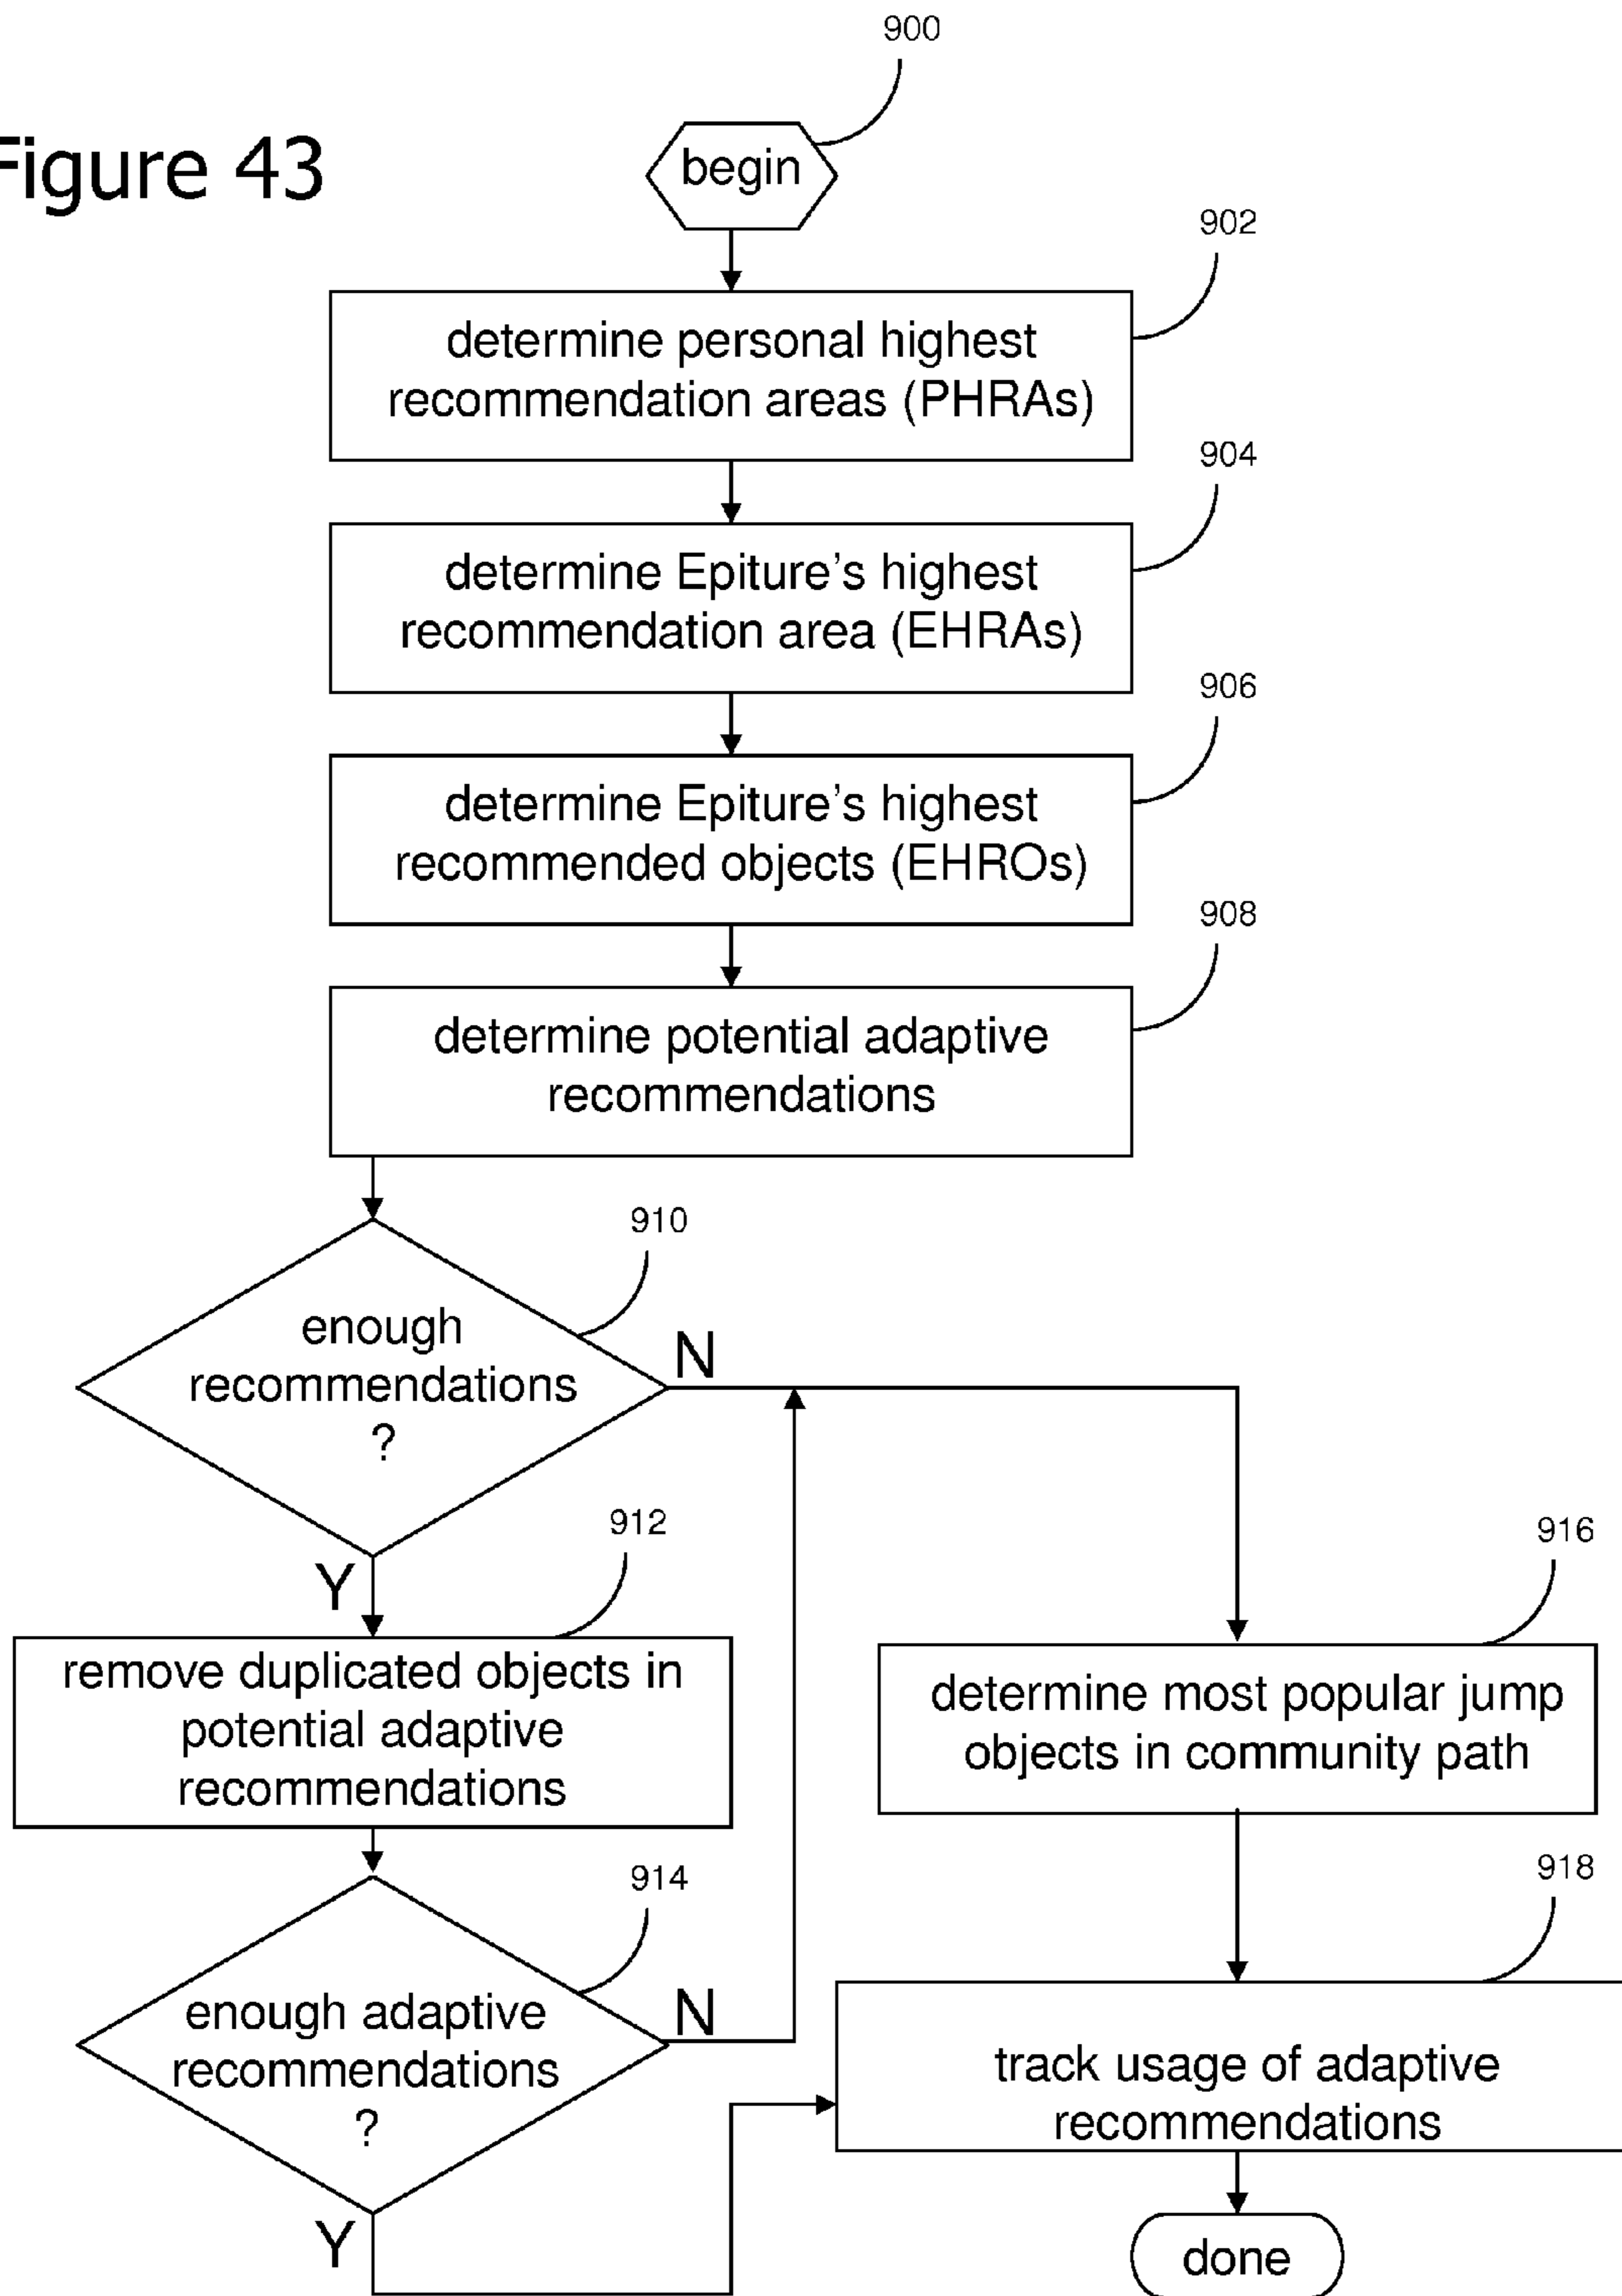 Figure 43
900
begin
902
determine personal highest
recommendation areas (PHRAs)
904
determine Epiture's highest
recommendation area (EHRAs)
906
determine Epiture's highest
recommended objects (EHROs)
908
determine potential adaptive
recommendations
910
enough
recommendations
?
N
Y
912
remove duplicated objects in
potential adaptive
recommendations
916
determine most popular jump
objects in community path
914
enough adaptive
recommendations
?
N
Y
918
track usage of adaptive
recommendations
done